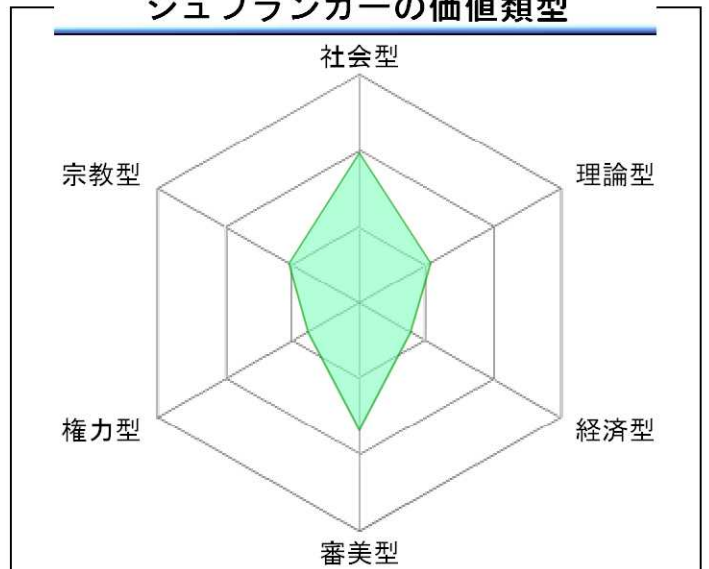 シュプランガーの価値類型
社会型
宗教型
理論型
権力型
経済型
審美型